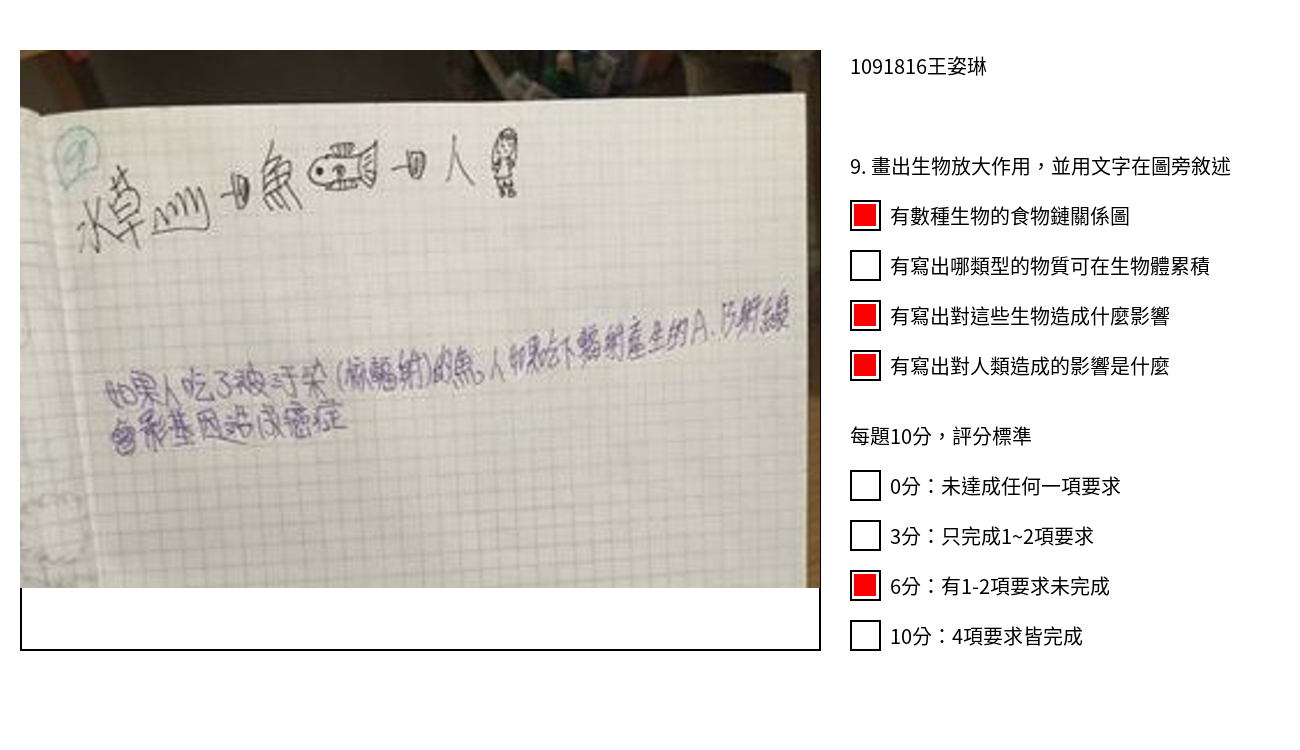 9
水草→魚→人
如果人吃了被汙染(核輻射)的魚。人如果吃下輻射產生的A.B射線
會影基因造成癌症
1091816王姿琳
9. 畫出生物放大作用，並用文字在圖旁敘述
有數種生物的食物鏈關係圖
有寫出哪類型的物質可在生物體累積
有寫出對這些生物造成什麼影響
有寫出對人類造成的影響是什麼
每題10分，評分標準
0分：未達成任何一項要求
3分：只完成1~2項要求
6分：有1-2項要求未完成
10分：4項要求皆完成